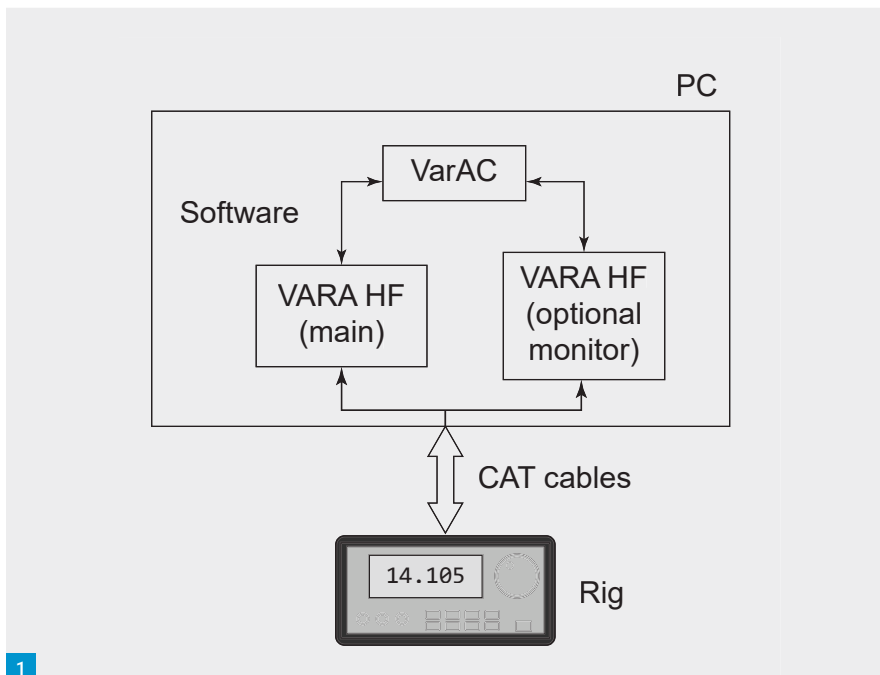 PC
VarAC
Software
VARA HF
(main)
VARA HF
(optional
monitor)
CAT cables
14.105
Rig
1